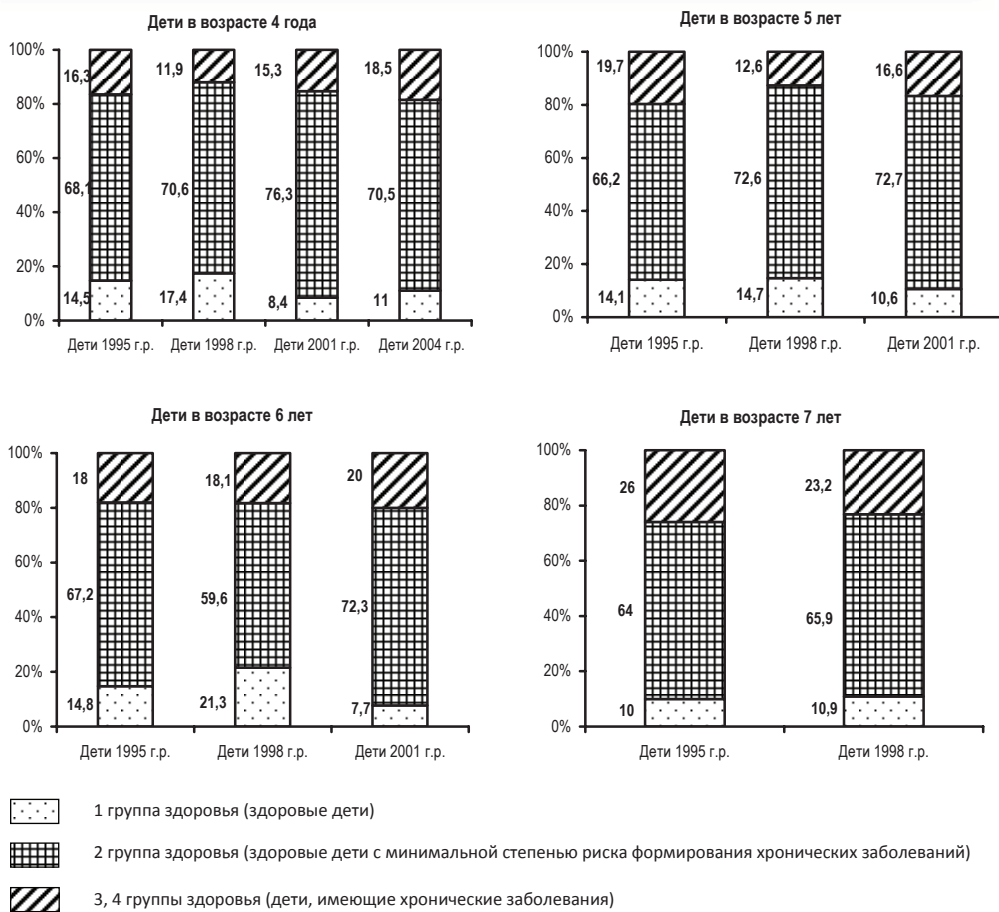 Дети в возрасте 4 года
100%
80%
60%
40%
20%
0%
16,3 11,9 15,3 18,5
68,1 70,6 76,3 70,5
14,5 17,4 8,4 11
Дети 1995 г.р. Дети 1998 г.р. Дети 2001 г.р. Дети 2004 г.р.
Дети в возрасте 5 лет
100%
80%
60%
40%
20%
0%
19,7 12,6 16,6
66,2 72,6 72,7
14,1 14,7 10,6
Дети 1995 г.р. Дети 1998 г.р. Дети 2001 г.р.
Дети в возрасте 6 лет
100%
80%
60%
40%
20%
0%
18 18,1 20
67,2 59,6 72,3
14,8 21,3 7,7
Дети 1995 г.р. Дети 1998 г.р. Дети 2001 г.р.
Дети в возрасте 7 лет
100%
80%
60%
40%
20%
0%
26 23,2
64 65,9
10 10,9
Дети 1995 г.р. Дети 1998 г.р.
1 группа здоровья (здоровые дети)
2 группа здоровья (здоровые дети с минимальной степенью риска формирования хронических заболеваний)
3, 4 группы здоровья (дети, имеющие хронические заболевания)